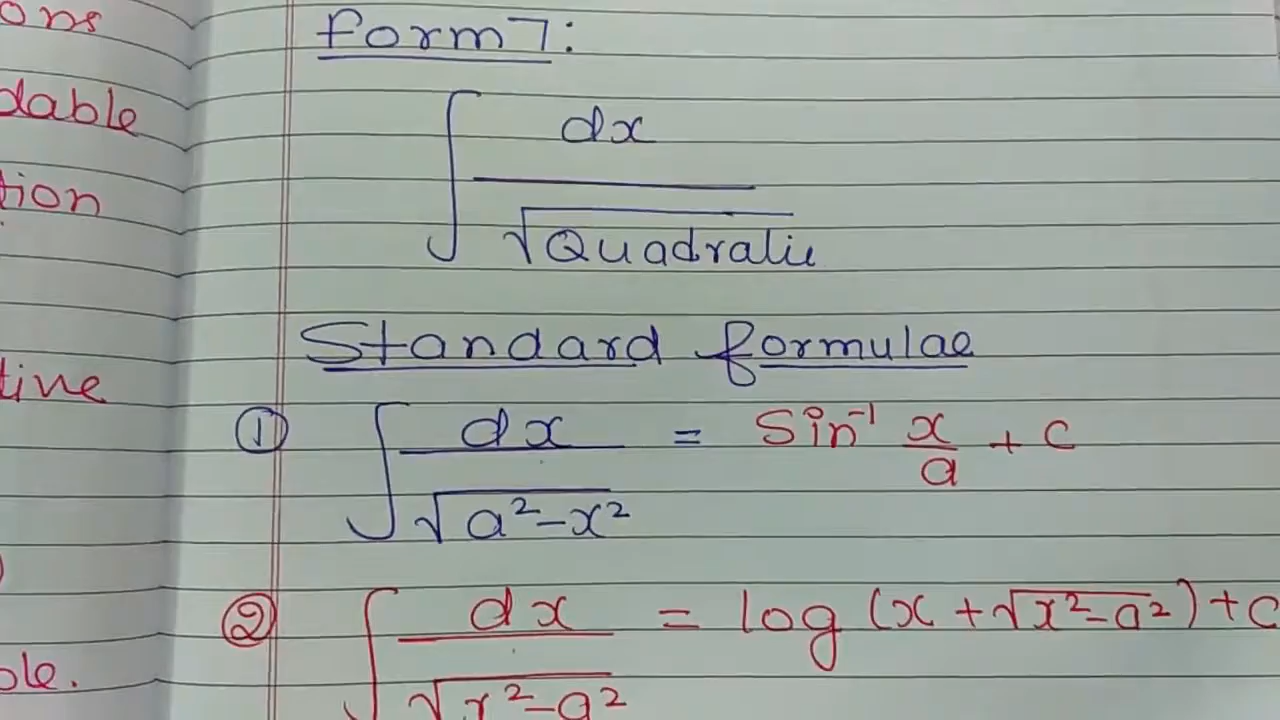 ons
dable
tion
tive
ple.
Form 7:
∫ dx / √Quadratic
Standard formulae
① ∫ dx / √a²-x² = Sin⁻¹ x/a + c
② ∫ dx / √x²-a² = log (x + √x²-a²) + c